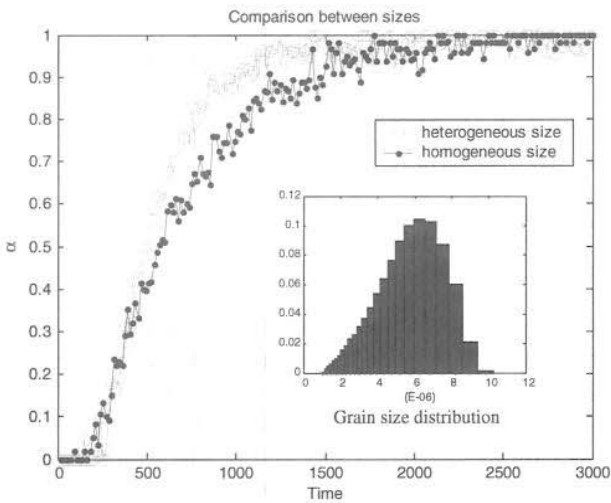 Comparison between sizes
1
0.9
0.8
0.7
0.6
0.5
0.4
0.3
0.2
0.1
0
α
heterogeneous size
homogeneous size
0.12
0.1
0.08
0.06
0.04
0.02
0
0 2 4 6 8 10 12
(E-06)
Grain size distribution
0 500 1000 1500 2000 2500 3000
Time